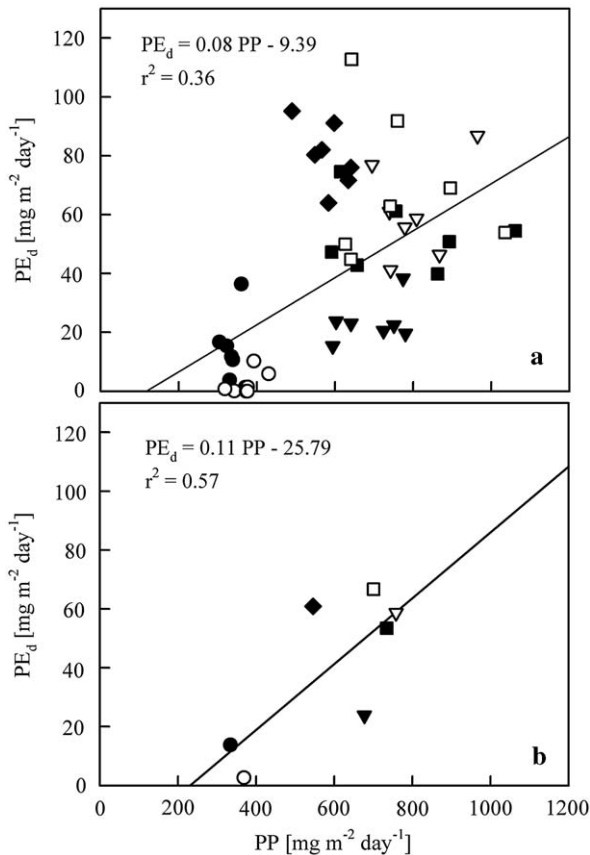 120
100
80
60
40
20
0
PE_d [mg m^-2 day^-1]
PE_d = 0.08 PP - 9.39
r^2 = 0.36
a
120
100
80
60
40
20
0
PE_d [mg m^-2 day^-1]
PE_d = 0.11 PP - 25.79
r^2 = 0.57
b
0 200 400 600 800 1000 1200
PP [mg m^-2 day^-1]